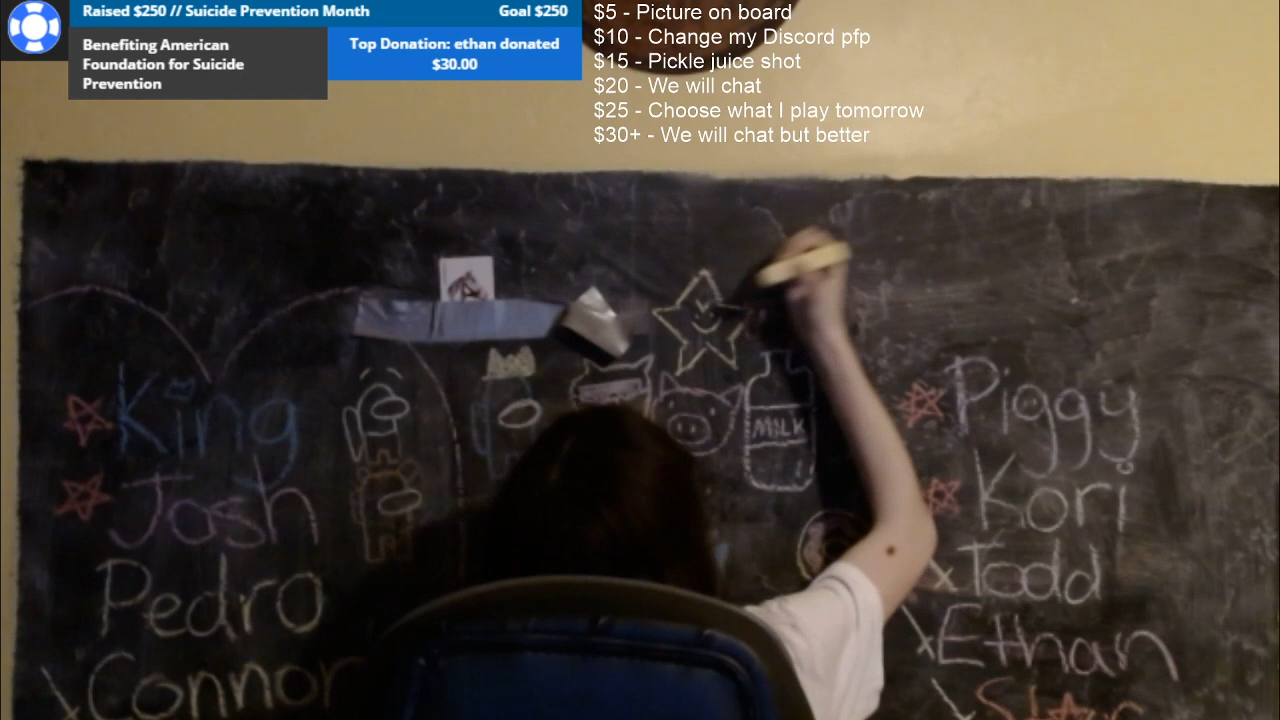 Raised $250 // Suicide Prevention Month
Goal $250
Benefiting American
Foundation for Suicide
Prevention
Top Donation: ethan donated
$30.00
$5 - Picture on board
$10 - Change my Discord pfp
$15 - Pickle juice shot
$20 - We will chat
$25 - Choose what I play tomorrow
$30+ - We will chat but better
King
Josh
Pedro
Connor
MILK
Piggy
Kori
Todd
Ethan
Star